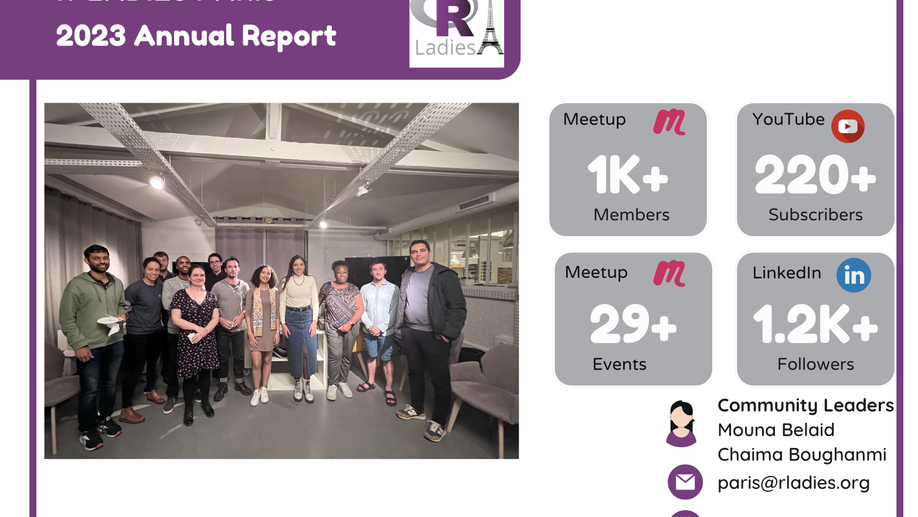 2023 Annual Report
R
Ladies
Meetup
1K+
Members
YouTube
220+
Subscribers
Meetup
29+
Events
LinkedIn
in
1.2K+
Followers
Community Leaders
Mouna Belaid
Chaima Boughanmi
paris@rladies.org